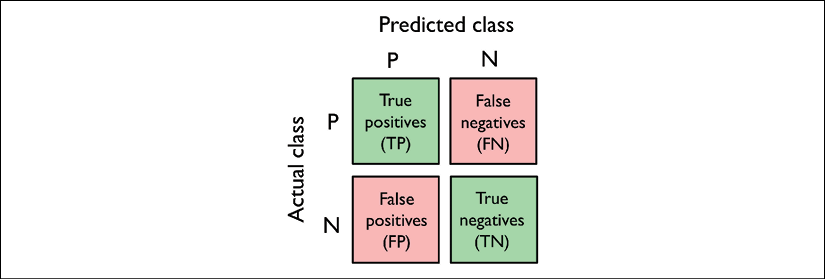 Predicted class
P N
Actual class
P
True
positives
(TP)
False
negatives
(FN)
N
False
positives
(FP)
True
negatives
(TN)